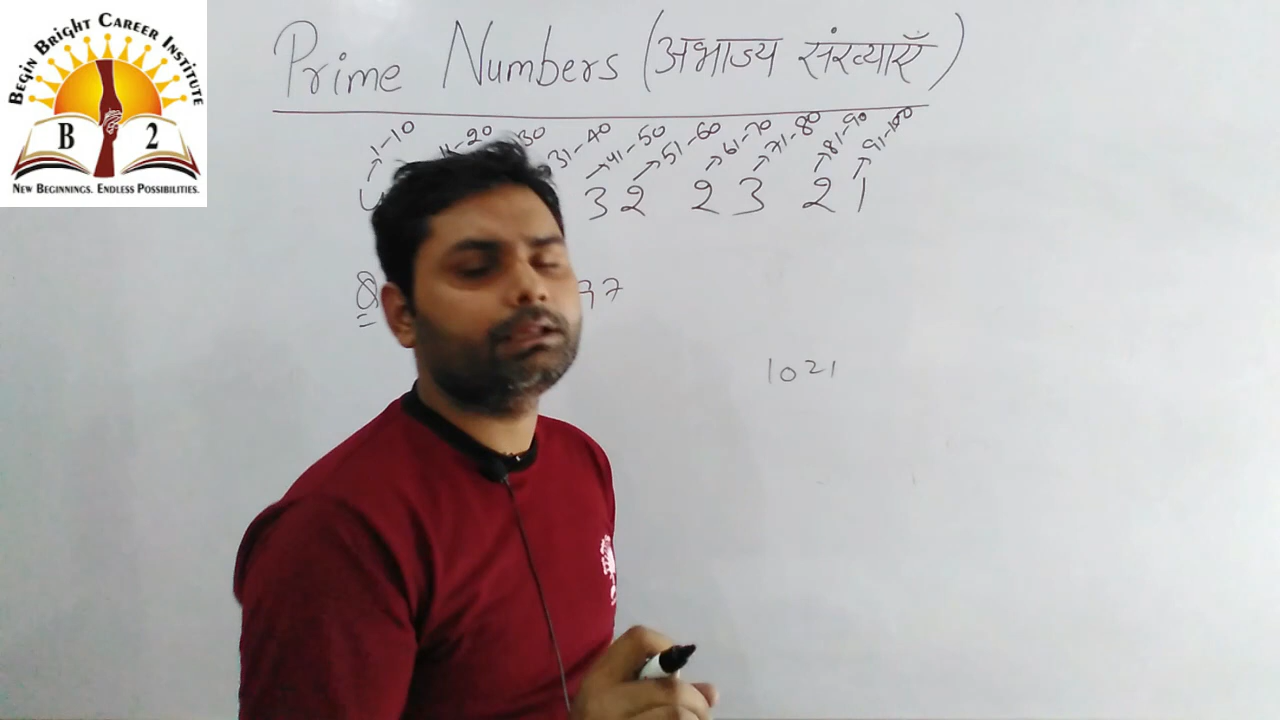 BEGIN BRIGHT CAREER INSTITUTE
B 2
NEW BEGINNINGS. ENDLESS POSSIBILITIES.
Prime Numbers (अभाज्य संख्याएँ)
1-10 31-40 41-50 51-60 61-70 71-80 81-90 91-100
3 2 2 3 2 1
Q 77
1021